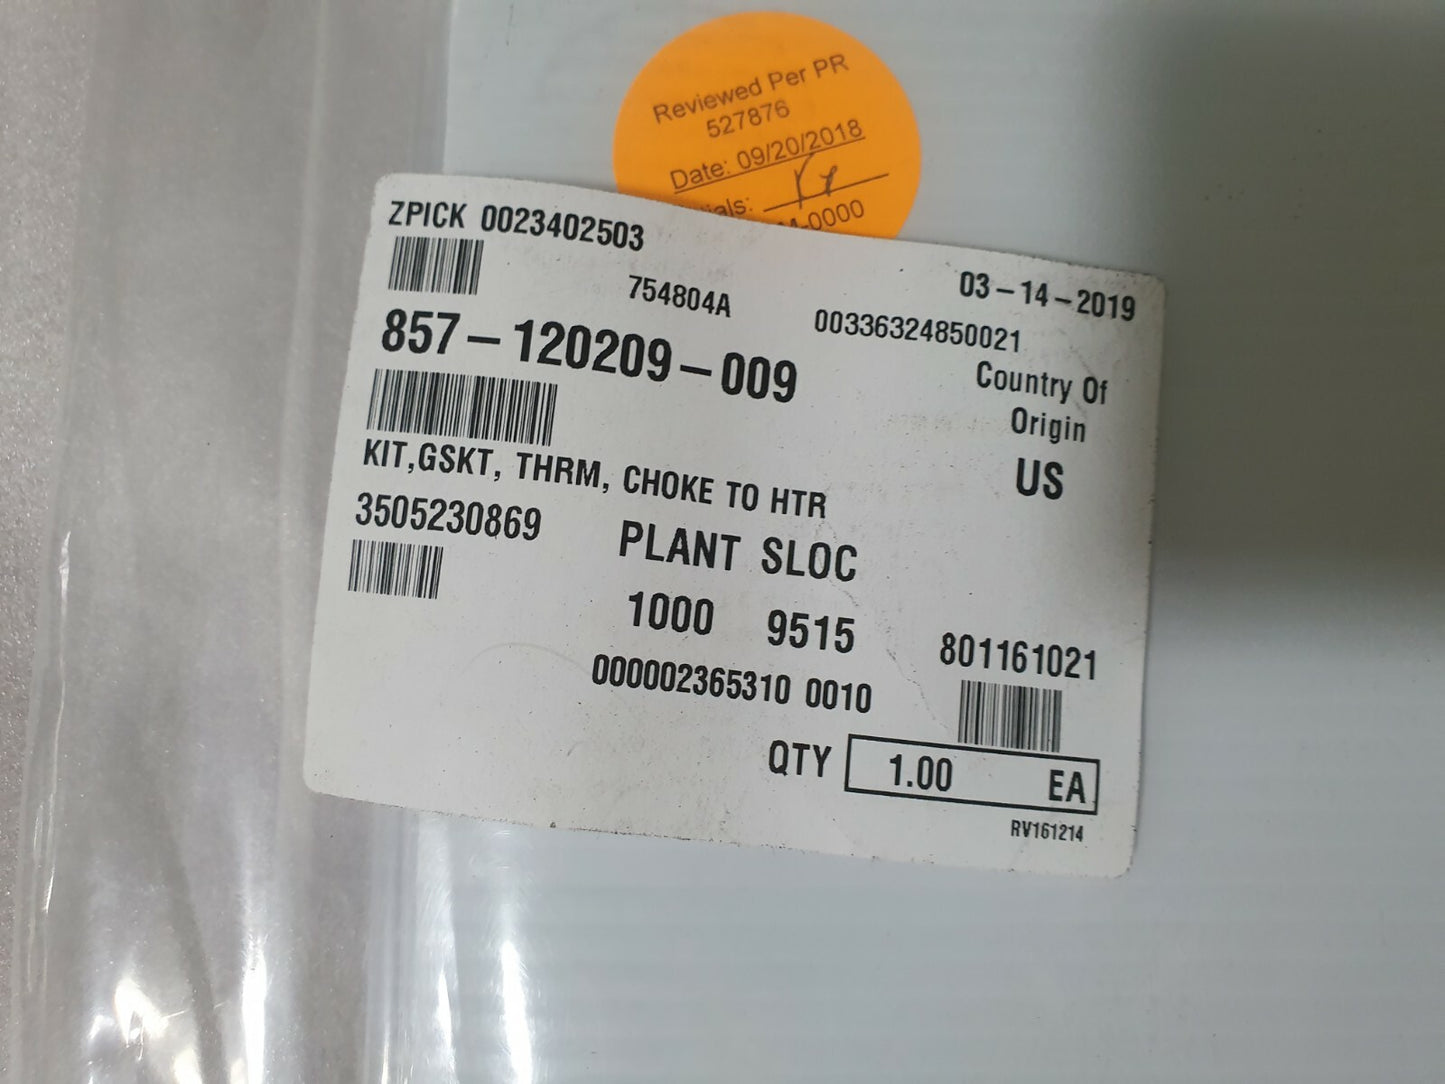 Reviewed Per PR
527876
Date: 09/20/2018
-0000
ZPICK 0023402503
03-14-2019
754804A
00336324850021
857-120209-009
Country Of
Origin
US
KIT,GSKT, THRM, CHOKE TO HTR
3505230869
PLANT SLOC
1000 9515
801161021
000002365310 0010
QTY 1.00 EA
RV161214